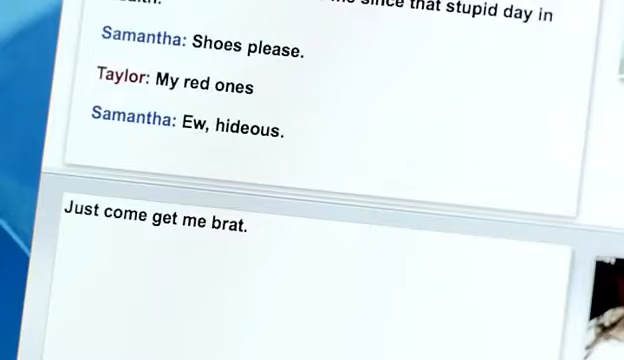 since that stupid day in
Samantha: Shoes please.
Taylor: My red ones
Samantha: Ew, hideous.
Just come get me brat.